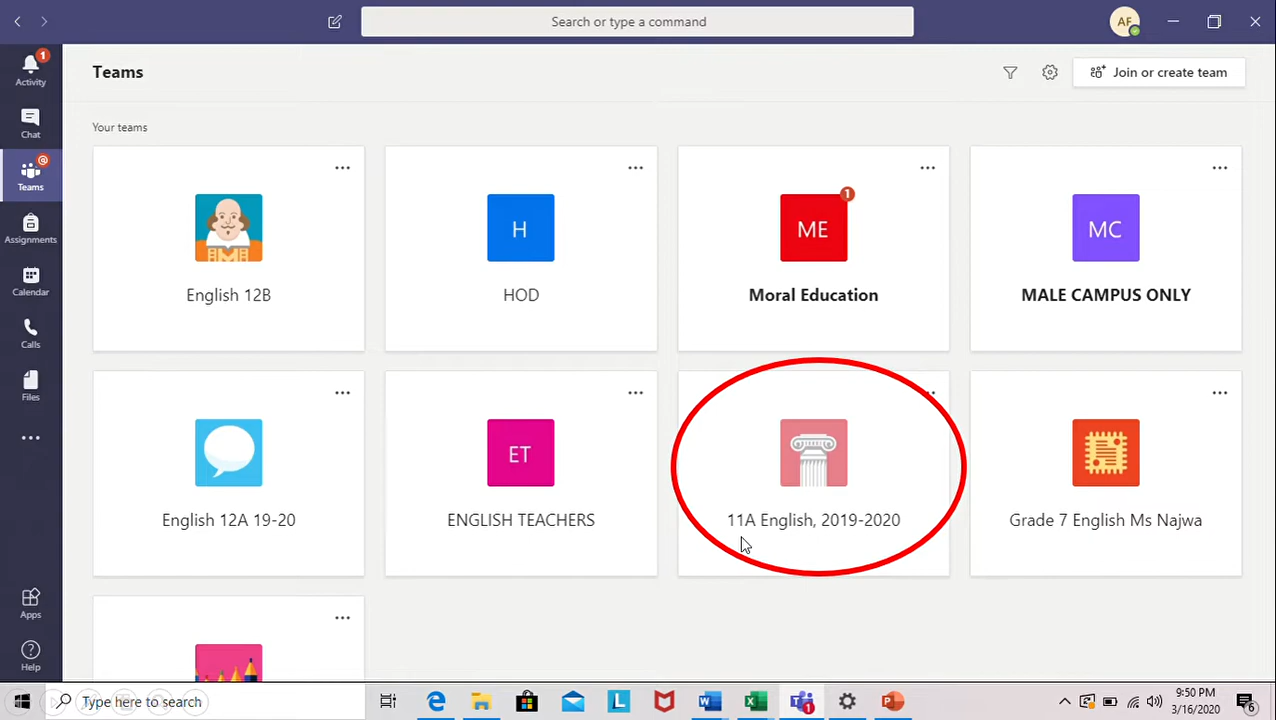 Search or type a command
AF
1
Activity
Chat
@
Teams
Assignments
Calendar
Calls
Files
Apps
Help
Teams
Join or create team
Your teams
English 12B
H
HOD
ME
1
Moral Education
MC
MALE CAMPUS ONLY
English 12A 19-20
ET
ENGLISH TEACHERS
11A English, 2019-2020
Grade 7 English Ms Najwa
Type here to search
1
9:50 PM
3/16/2020
6